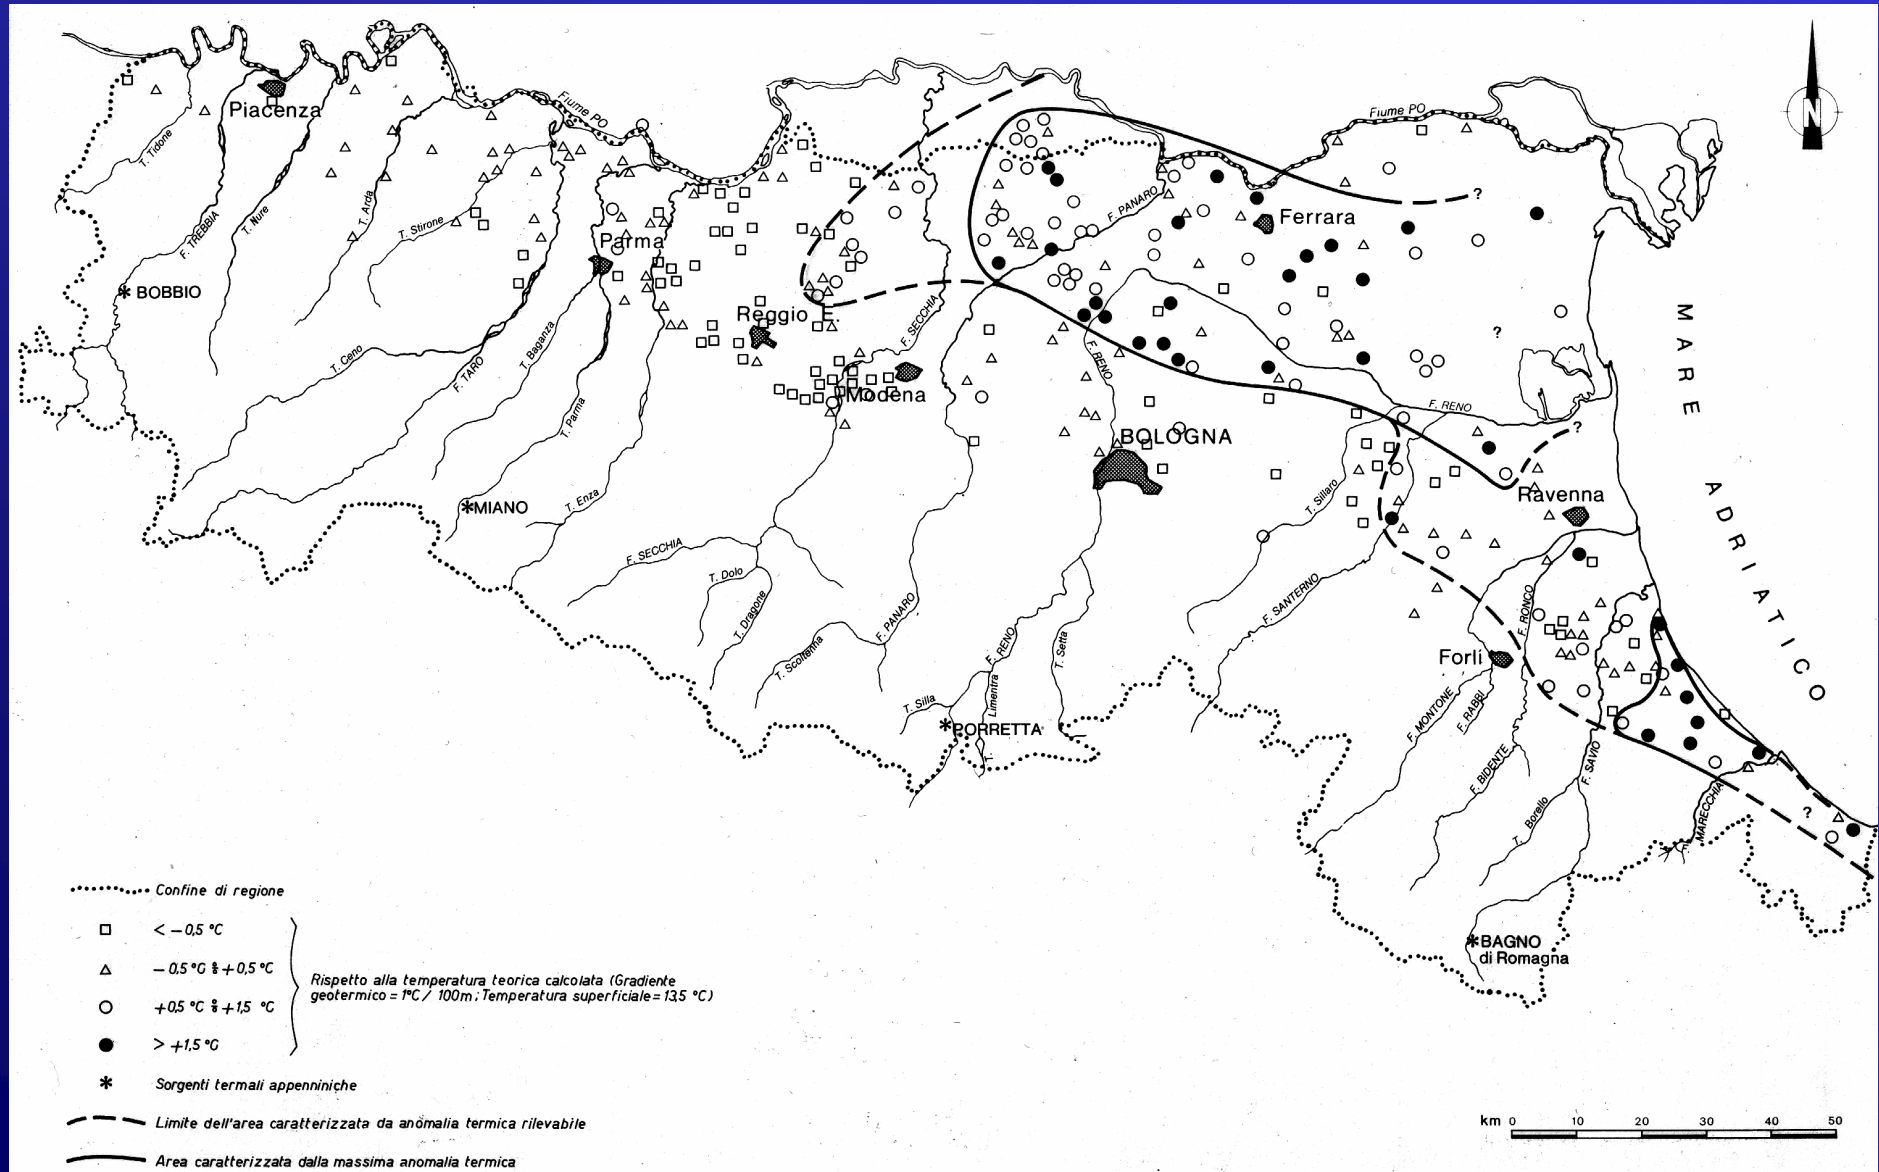 Fiume PO
Fiume PO
N
Piacenza
T. Tidone
F. TREBBIA
T. Nure
T. Arda
T. Stirone
Parma
BOBBIO
F. PANARO
Ferrara
?
?
Reggio E.
F. SECCHIA
T. Ceno
F. TARO
T. Baganza
T. Parma
Modena
F. RENO
F. RENO
BOLOGNA
?
MARE ADRIATICO
MIANO
T. Enza
T. Sillaro
Ravenna
F. SECCHIA
T. Dolo
T. Dragone
T. Scoltenna
F. PANARO
F. RENO
T. Setta
F. SANTERNO
F. RONCO
Forlì
T. Silla
T. Limentra
PORRETTA
F. MONTONE
F. RABBI
F. BIDENTE
F. SAVIO
T. Borello
F. MARECCHIA
?
BAGNO
di Romagna
Confine di regione
< – 0,5 °C
– 0,5 °C ÷ + 0,5 °C
+ 0,5 °C ÷ + 1,5 °C
> + 1,5 °C
Rispetto alla temperatura teorica calcolata (Gradiente
geotermico = 1°C / 100m ; Temperatura superficiale = 13,5 °C)
Sorgenti termali appenniniche
Limite dell'area caratterizzata da anomalia termica rilevabile
Area caratterizzata dalla massima anomalia termica
km 0 10 20 30 40 50